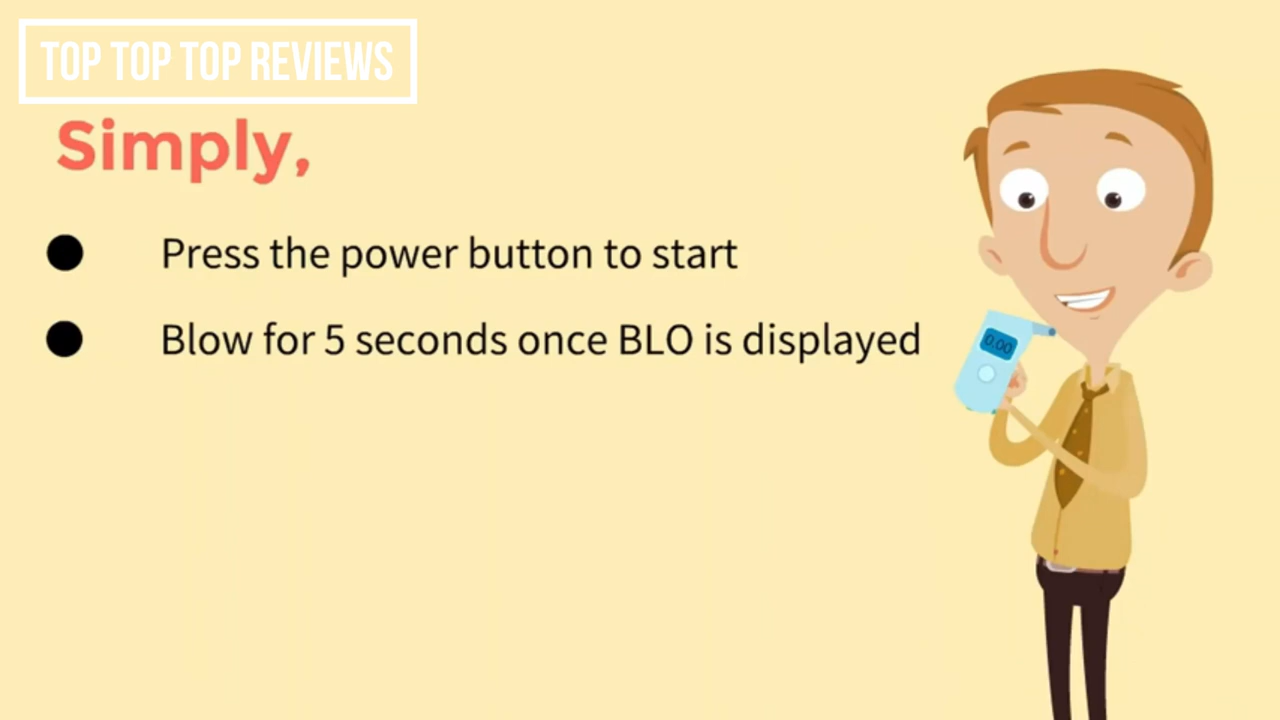 TOP TOP TOP REVIEWS
Simply,
Press the power button to start
Blow for 5 seconds once BLO is displayed
0.00